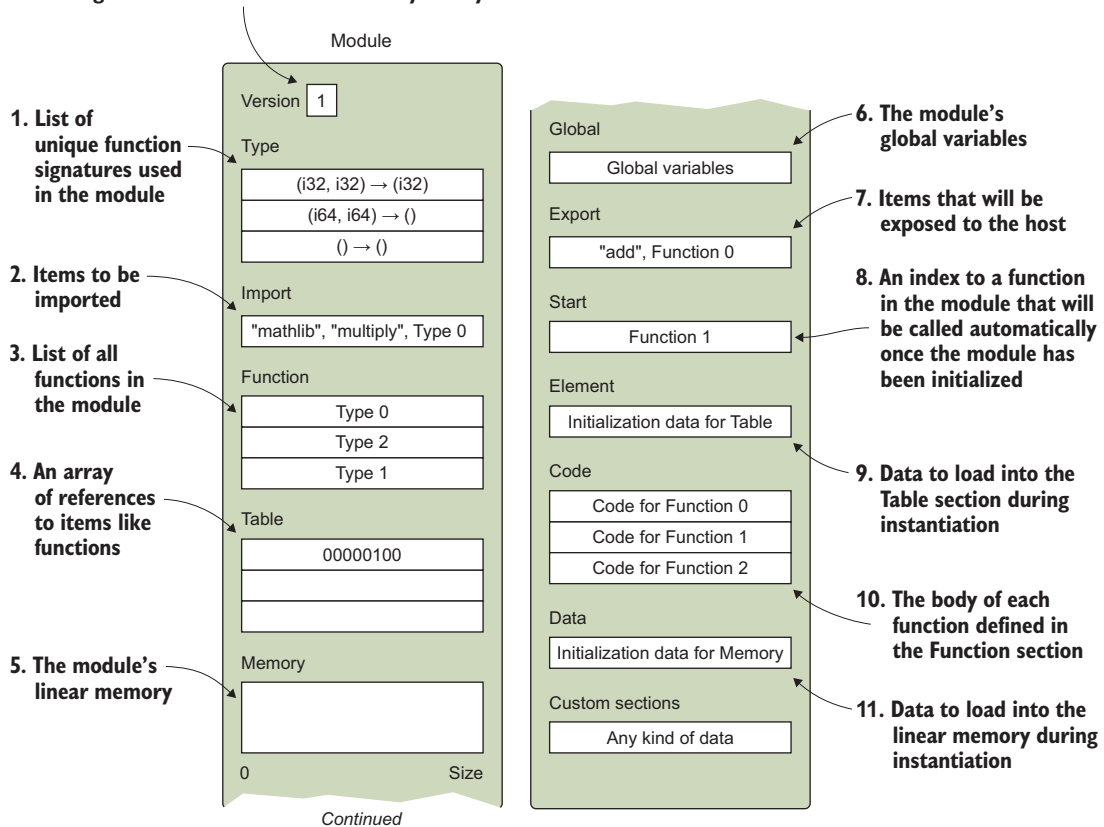 Module
Version 1
1. List of
unique function
signatures used
in the module
Type
(i32, i32) → (i32)
(i64, i64) → ()
() → ()
2. Items to be
imported
Import
"mathlib", "multiply", Type 0
3. List of all
functions in
the module
Function
Type 0
Type 2
Type 1
4. An array
of references
to items like
functions
Table
00000100
5. The module's
linear memory
Memory
0 Size
Continued
Global
Global variables
6. The module's
global variables
Export
"add", Function 0
7. Items that will be
exposed to the host
Start
Function 1
8. An index to a function
in the module that will
be called automatically
once the module has
been initialized
Element
Initialization data for Table
9. Data to load into the
Table section during
instantiation
Code
Code for Function 0
Code for Function 1
Code for Function 2
10. The body of each
function defined in
the Function section
Data
Initialization data for Memory
11. Data to load into the
linear memory during
instantiation
Custom sections
Any kind of data